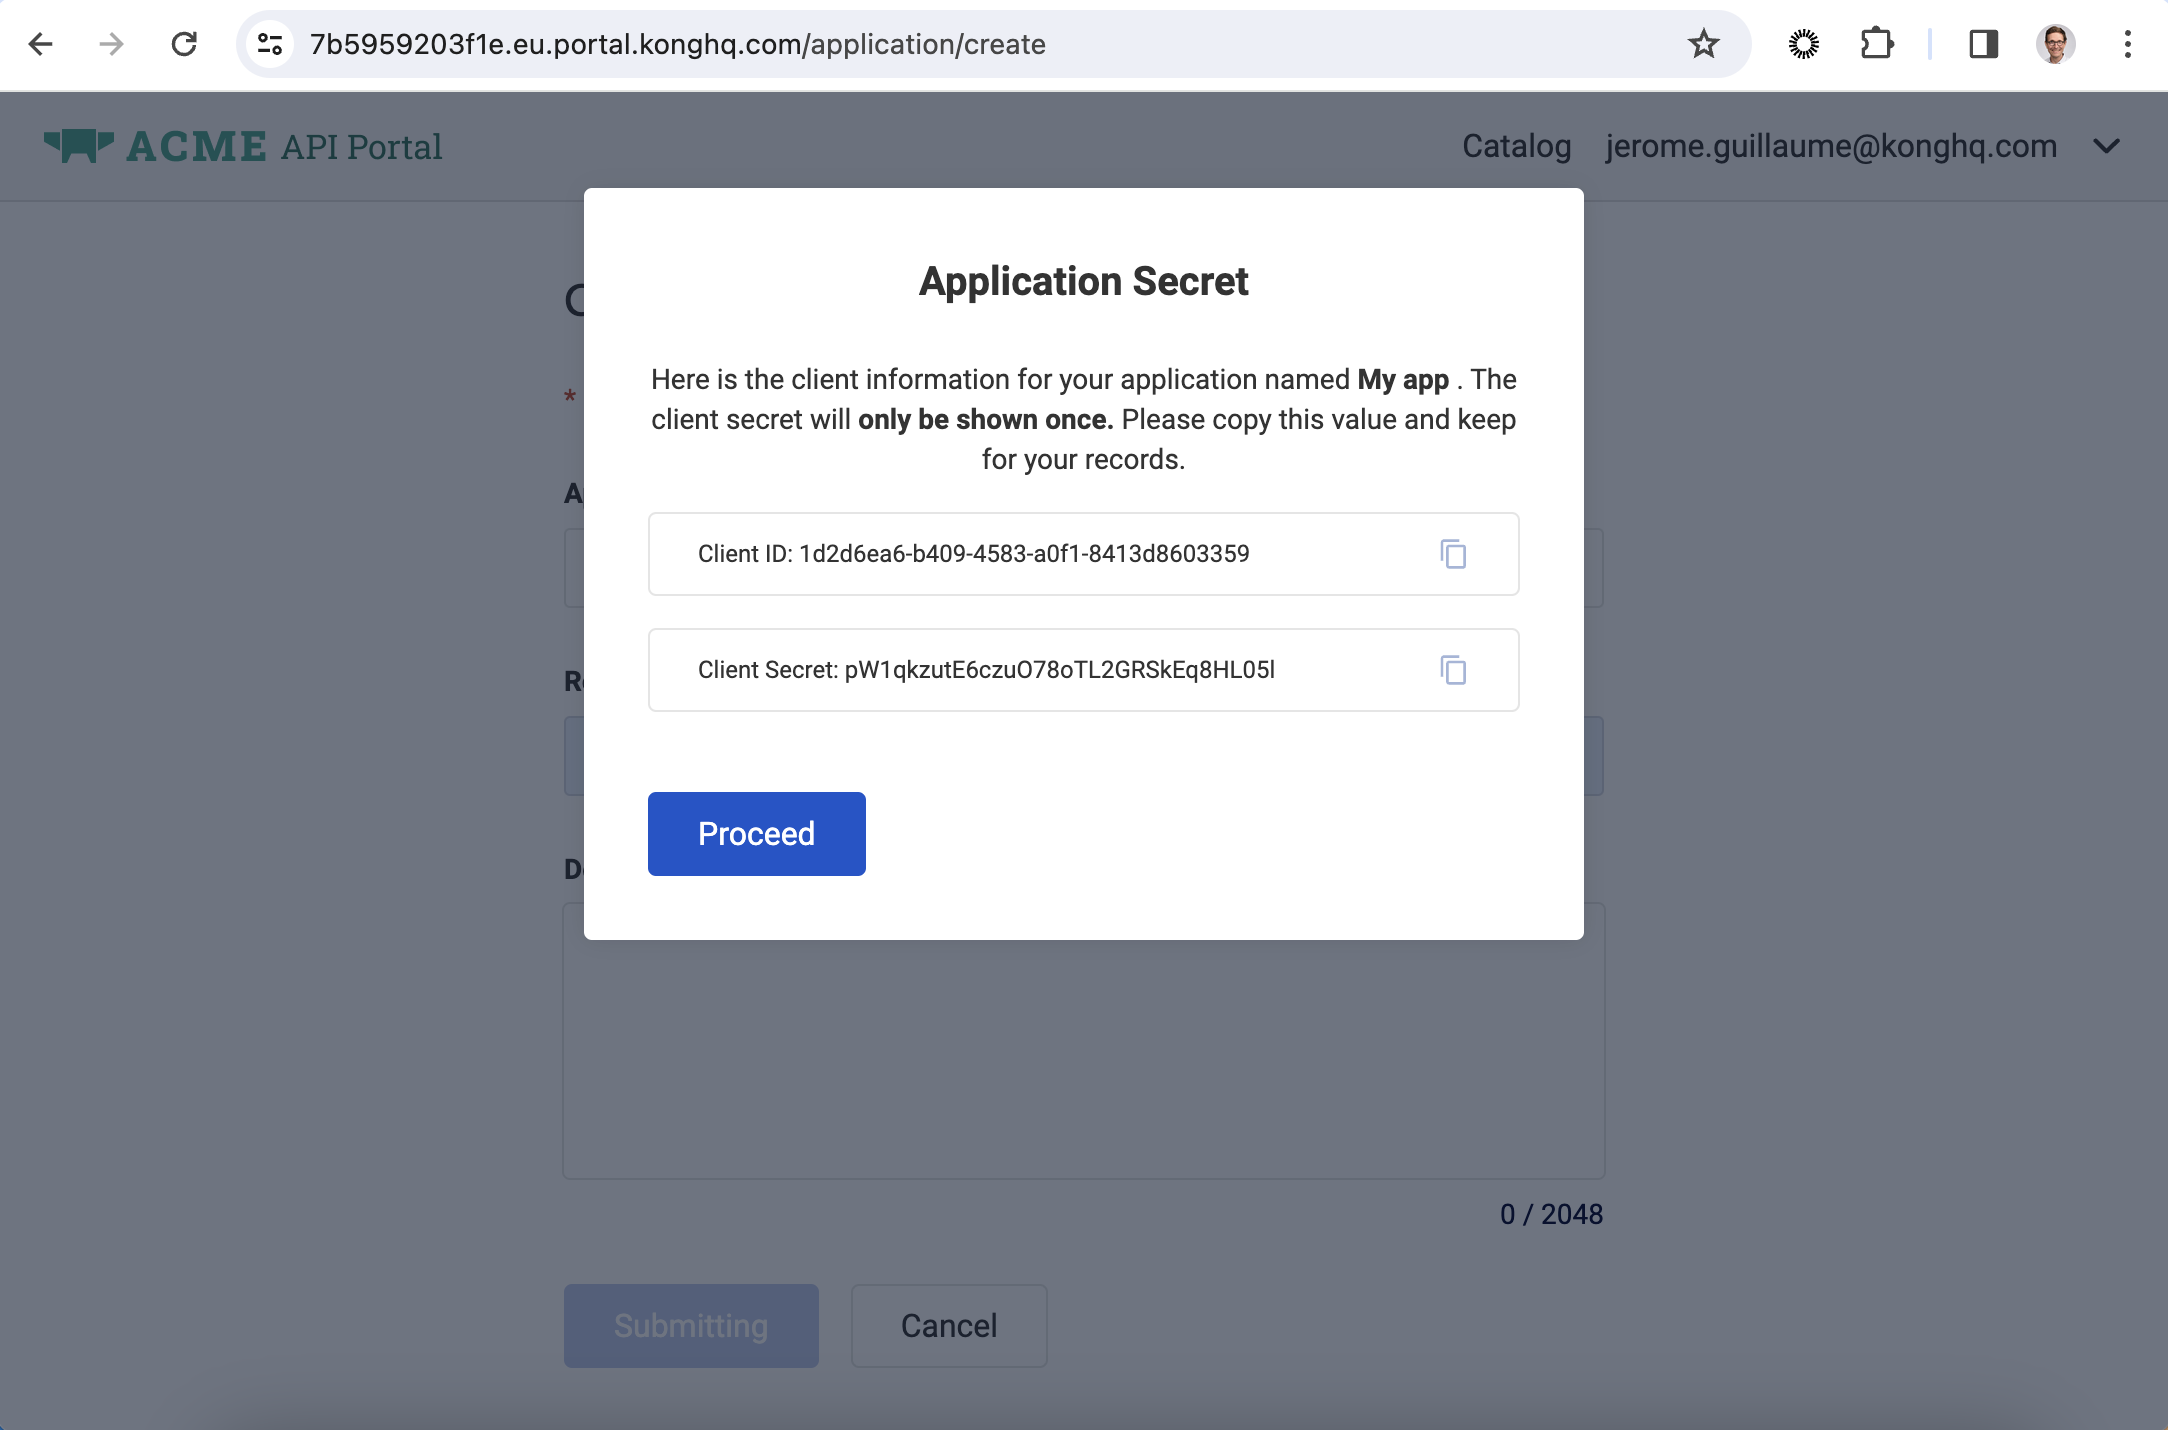 7b5959203f1e.eu.portal.konghq.com/application/create
ACME API Portal
Catalog jerome.guillaume@konghq.com
Application Secret
*
Here is the client information for your application named My app . The
client secret will only be shown once. Please copy this value and keep
for your records.
Client ID: 1d2d6ea6-b409-4583-a0f1-8413d8603359
Client Secret: pW1qkzutE6czuO78oTL2GRSkEq8HL05l
Proceed
0 / 2048
Submitting Cancel